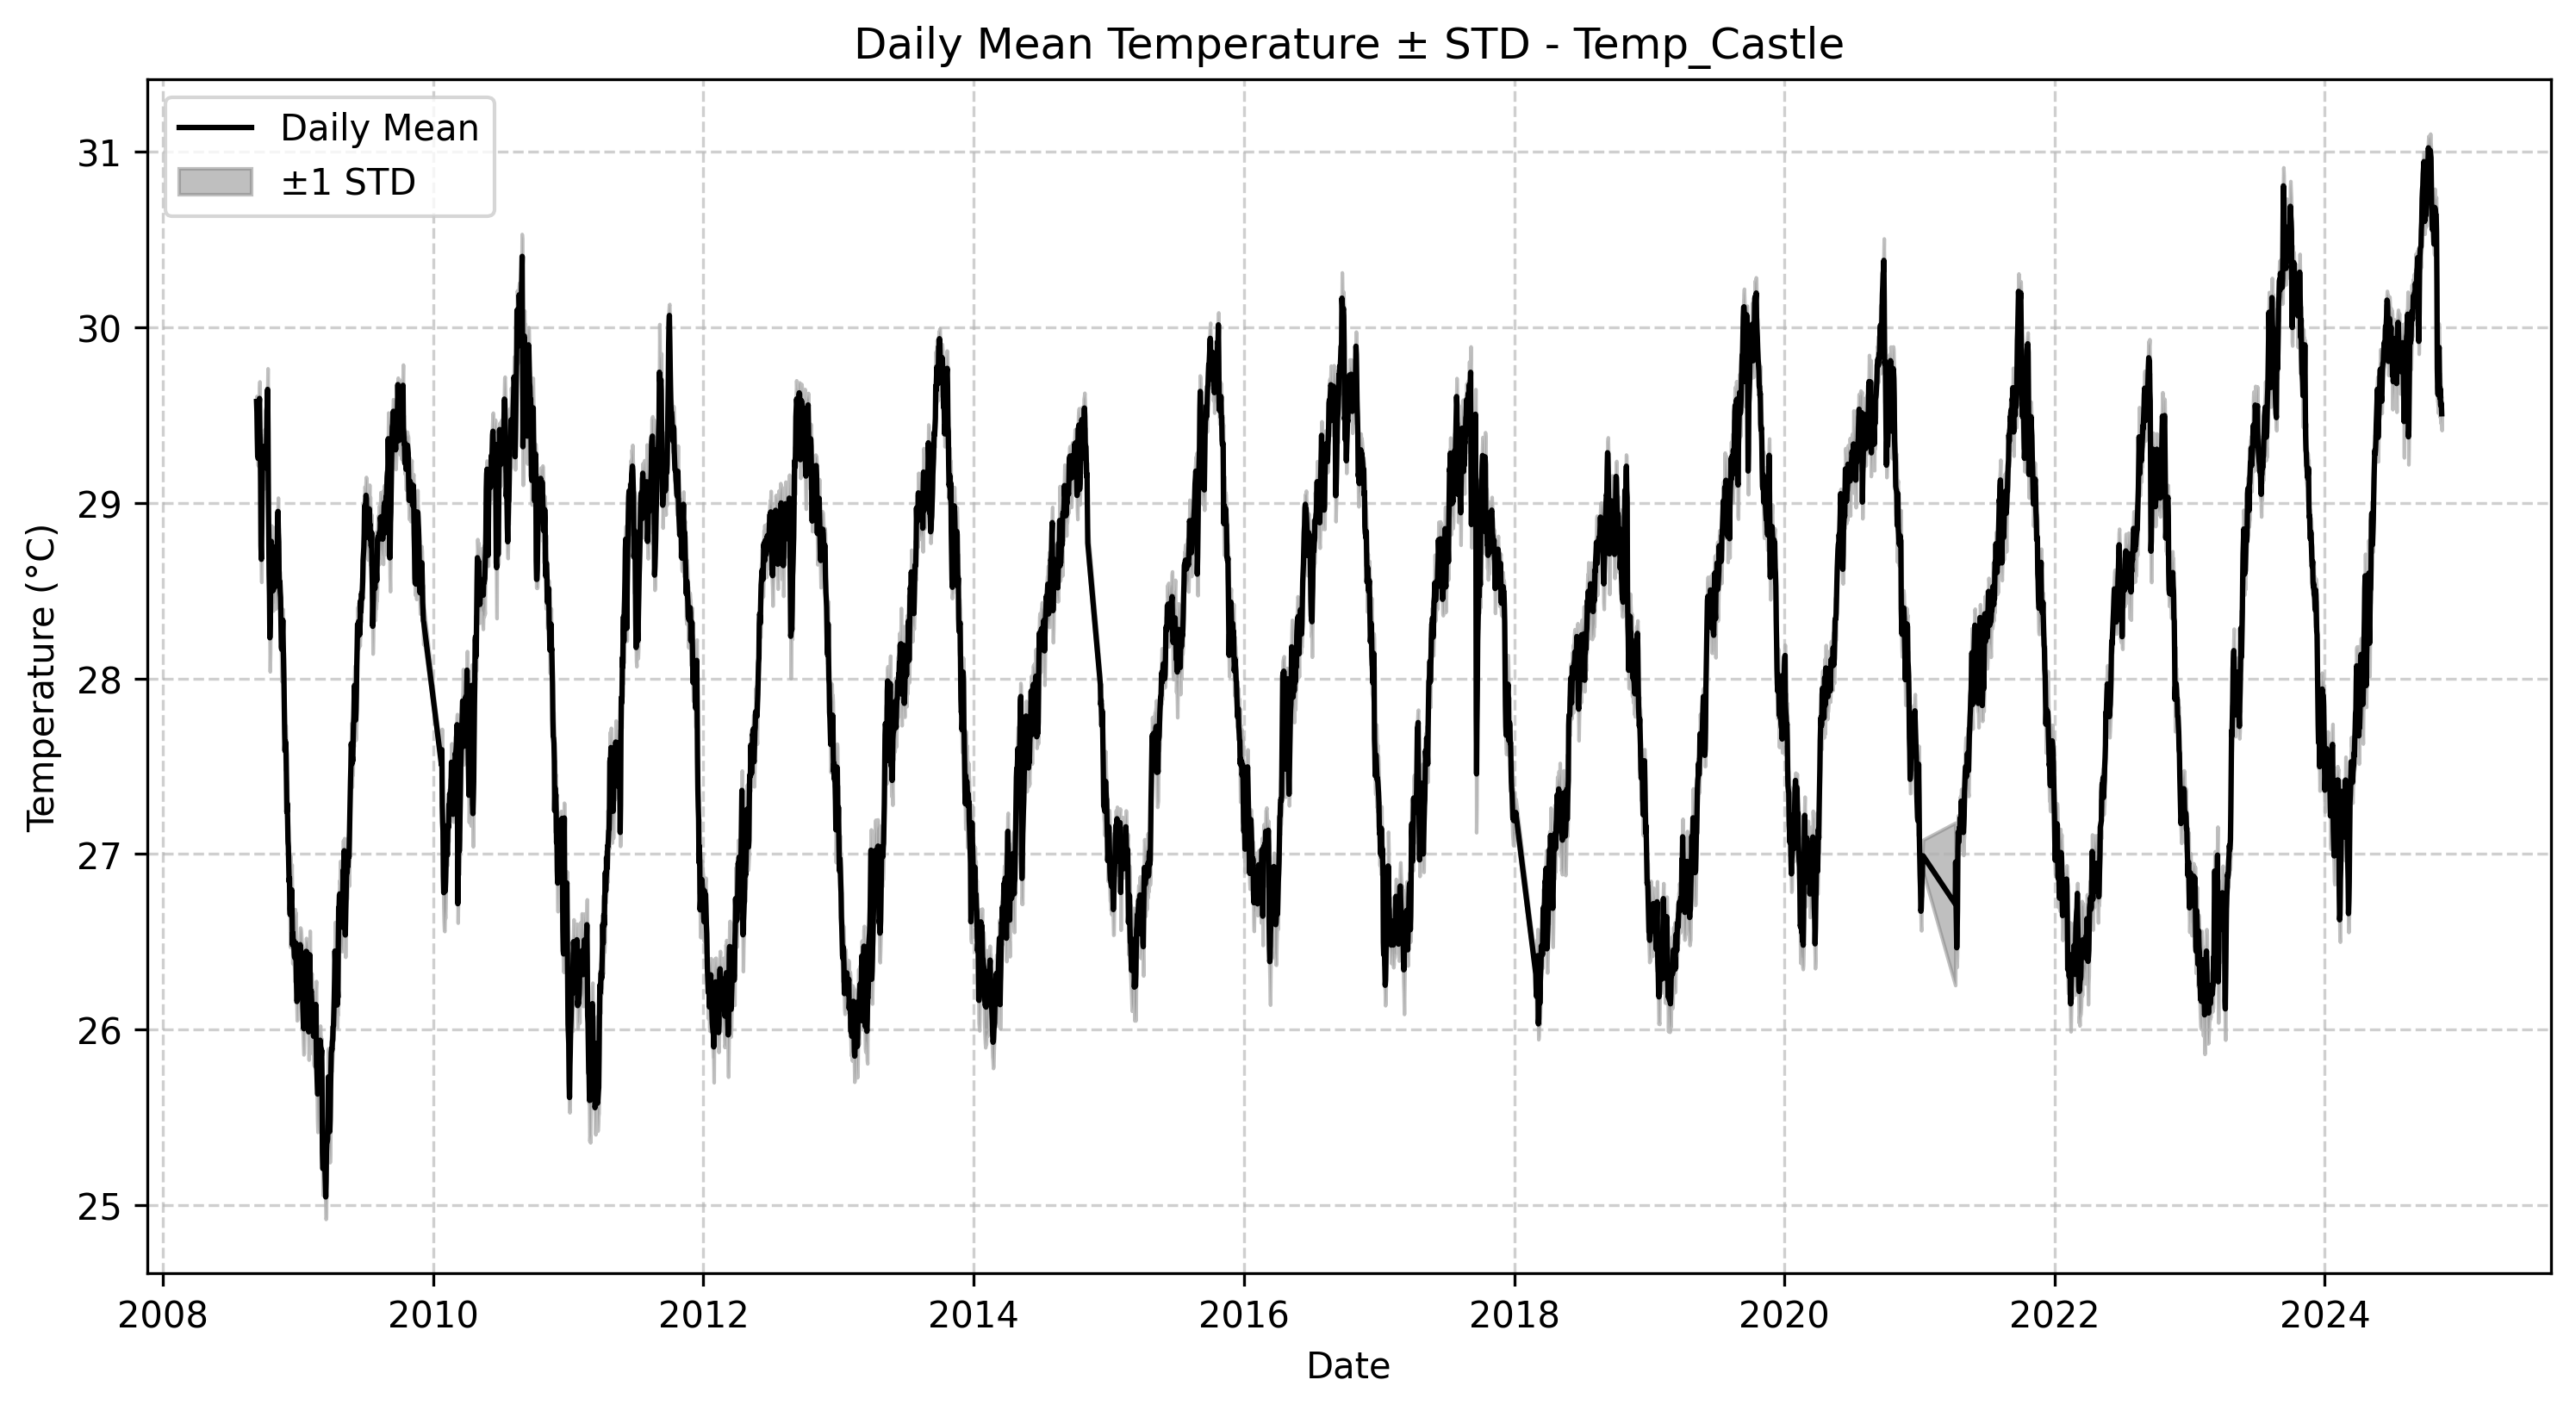 Daily Mean Temperature ± STD - Temp_Castle
Daily Mean
±1 STD
Temperature (°C)
31
30
29
28
27
26
25
2008 2010 2012 2014 2016 2018 2020 2022 2024
Date